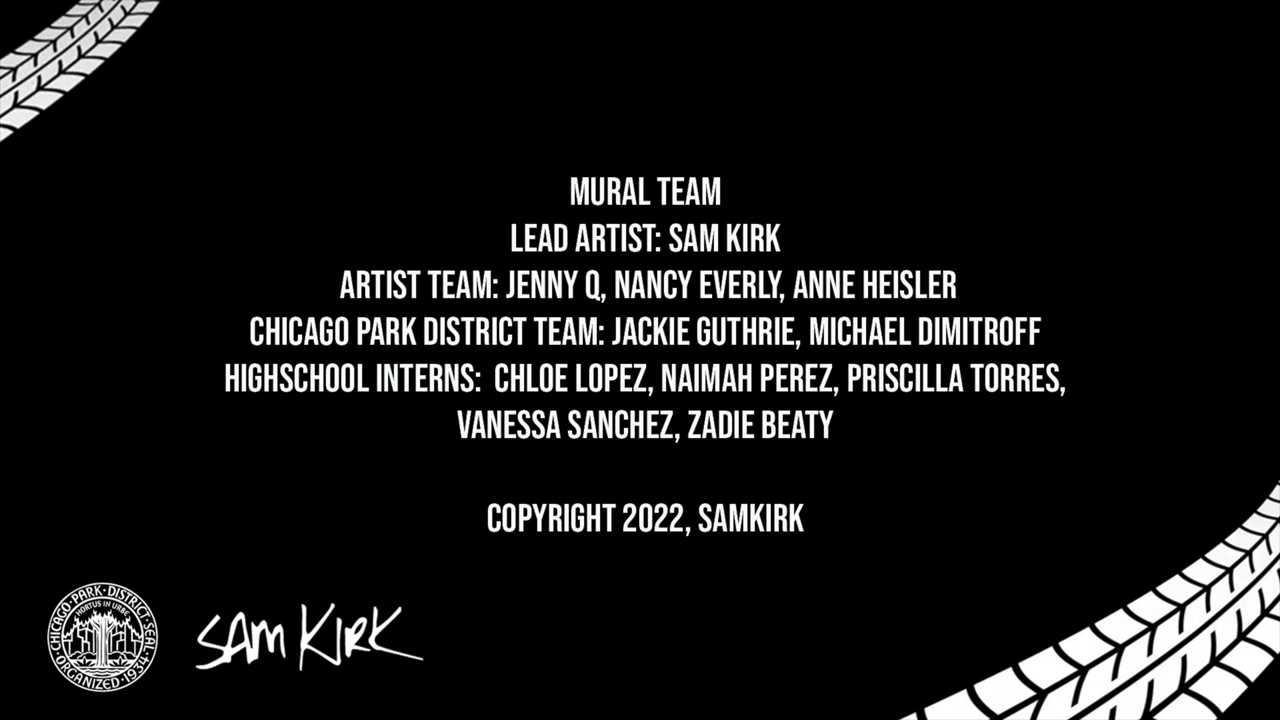 MURAL TEAM
LEAD ARTIST: SAM KIRK
ARTIST TEAM: JENNY Q, NANCY EVERLY, ANNE HEISLER
CHICAGO PARK DISTRICT TEAM: JACKIE GUTHRIE, MICHAEL DIMITROFF
HIGHSCHOOL INTERNS:  CHLOE LOPEZ, NAIMAH PEREZ, PRISCILLA TORRES,
VANESSA SANCHEZ, ZADIE BEATY
COPYRIGHT 2022, SAMKIRK
CHICAGO·PARK·DISTRICT·SEAL
HORTUS IN URBE
·ORGANIZED·1934·
SAM KIRK